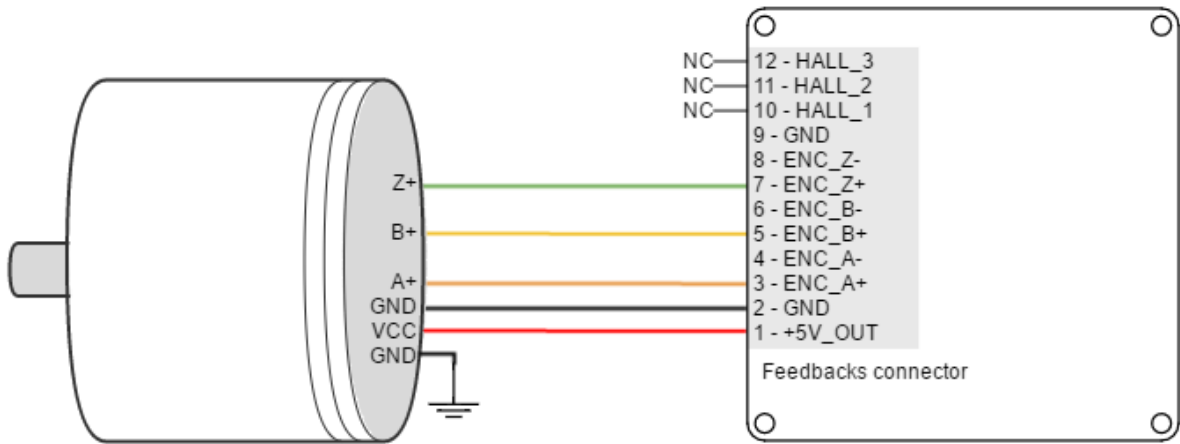 NC
12 - HALL_3
NC
11 - HALL_2
NC
10 - HALL_1
9 - GND
8 - ENC_Z-
Z+
7 - ENC_Z+
6 - ENC_B-
B+
5 - ENC_B+
4 - ENC_A-
A+
3 - ENC_A+
GND
2 - GND
VCC
1 - +5V_OUT
GND
Feedbacks connector